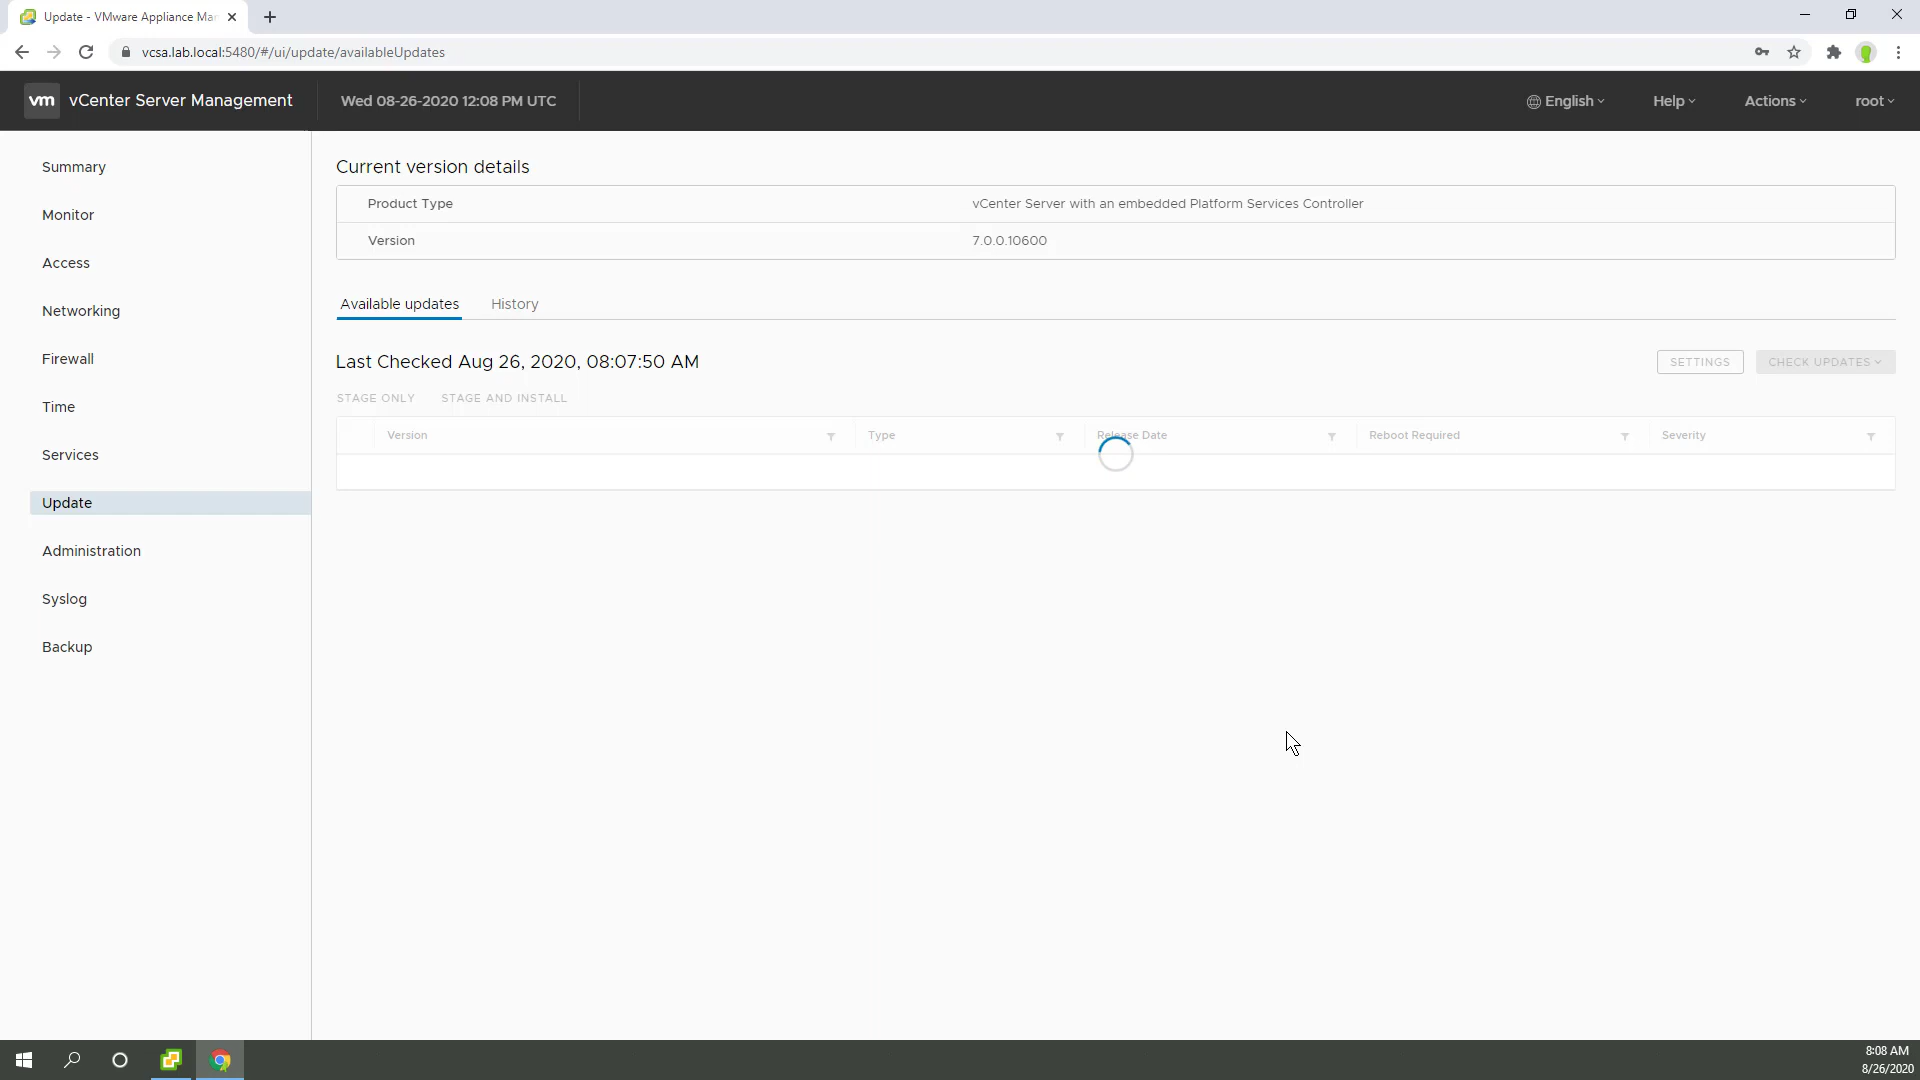 Update - VMware Appliance Mar
vcsa.lab.local:5480/#/ui/update/availableUpdates
vm vCenter Server Management Wed 08-26-2020 12:08 PM UTC English Help Actions root
Summary
Monitor
Access
Networking
Firewall
Time
Services
Update
Administration
Syslog
Backup
Current version details
Product Type vCenter Server with an embedded Platform Services Controller
Version 7.0.0.10600
Available updates History
Last Checked Aug 26, 2020, 08:07:50 AM SETTINGS CHECK UPDATES
STAGE ONLY STAGE AND INSTALL
Version Type Release Date Reboot Required Severity
8:08 AM
8/26/2020